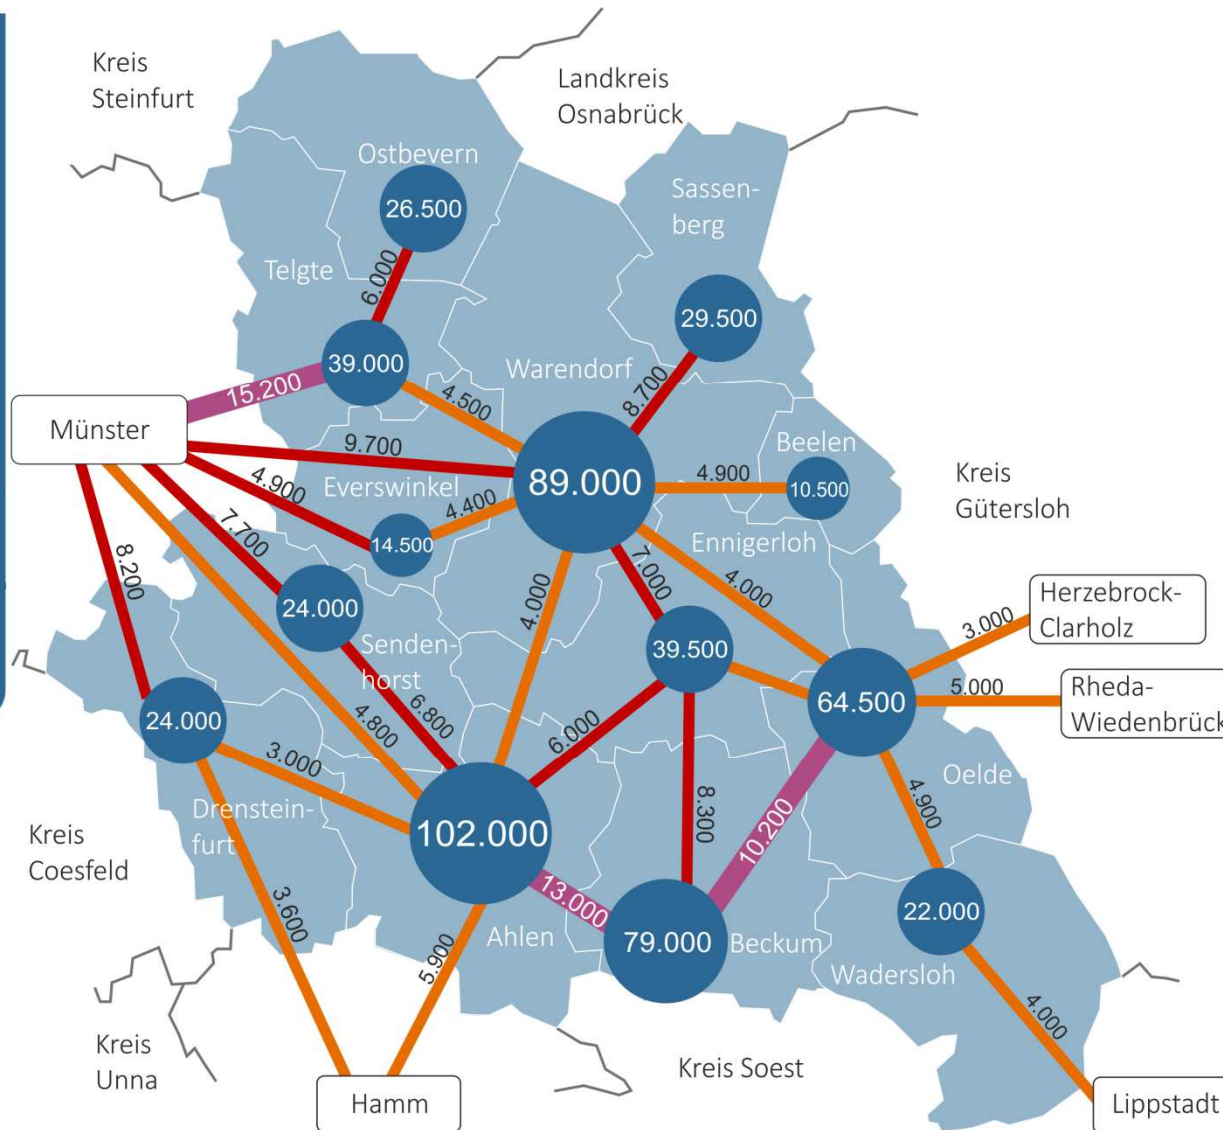 Kreis
Steinfurt
Landkreis
Osnabrück
Ostbevern
26.500
Sassen-
berg
Telgte
6.000
29.500
39.000
Warendorf
15.200
4.500
8.700
Münster
9.700
Beelen
4.900
Everswinkel
89.000
4.900
10.500
Kreis
Gütersloh
4.400
7.700
14.500
Ennigerloh
8.200
7.000
4.000
24.000
4.000
Herzebrock-
Clarholz
3.000
Senden-
horst
39.500
24.000
6.800
64.500
5.000
Rheda-
Wiedenbrück
4.800
6.000
3.000
Oelde
Drenstein-
furt
4.900
Kreis
Coesfeld
102.000
8.300
10.200
13.000
3.600
22.000
Ahlen
79.000
Beckum
5.900
Wadersloh
4.000
Kreis
Unna
Kreis Soest
Hamm
Lippstadt